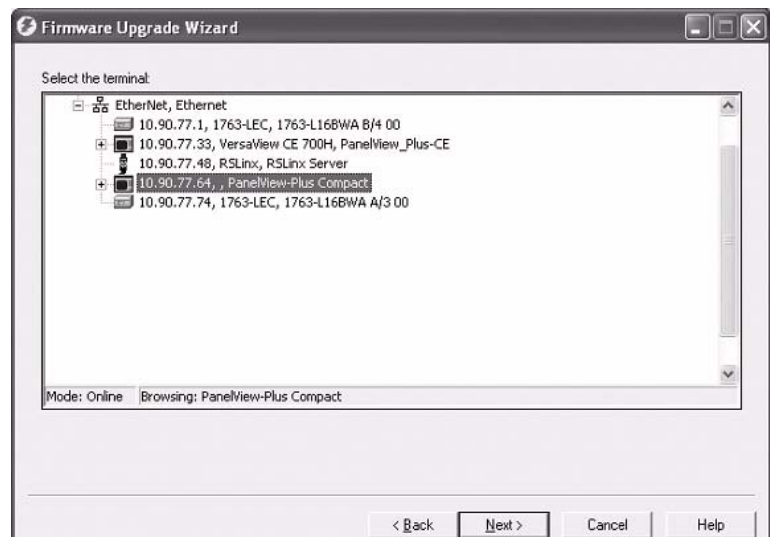 Firmware Upgrade Wizard
Select the terminal:
EtherNet, Ethernet
10.90.77.1, 1763-LEC, 1763-L16BWA B/4 00
10.90.77.33, VersaView CE 700H, PanelView_Plus-CE
10.90.77.48, RSLinx, RSLinx Server
10.90.77.64, , PanelView-Plus Compact
10.90.77.74, 1763-LEC, 1763-L16BWA A/3 00
Mode: Online Browsing: PanelView-Plus Compact
< Back Next > Cancel Help